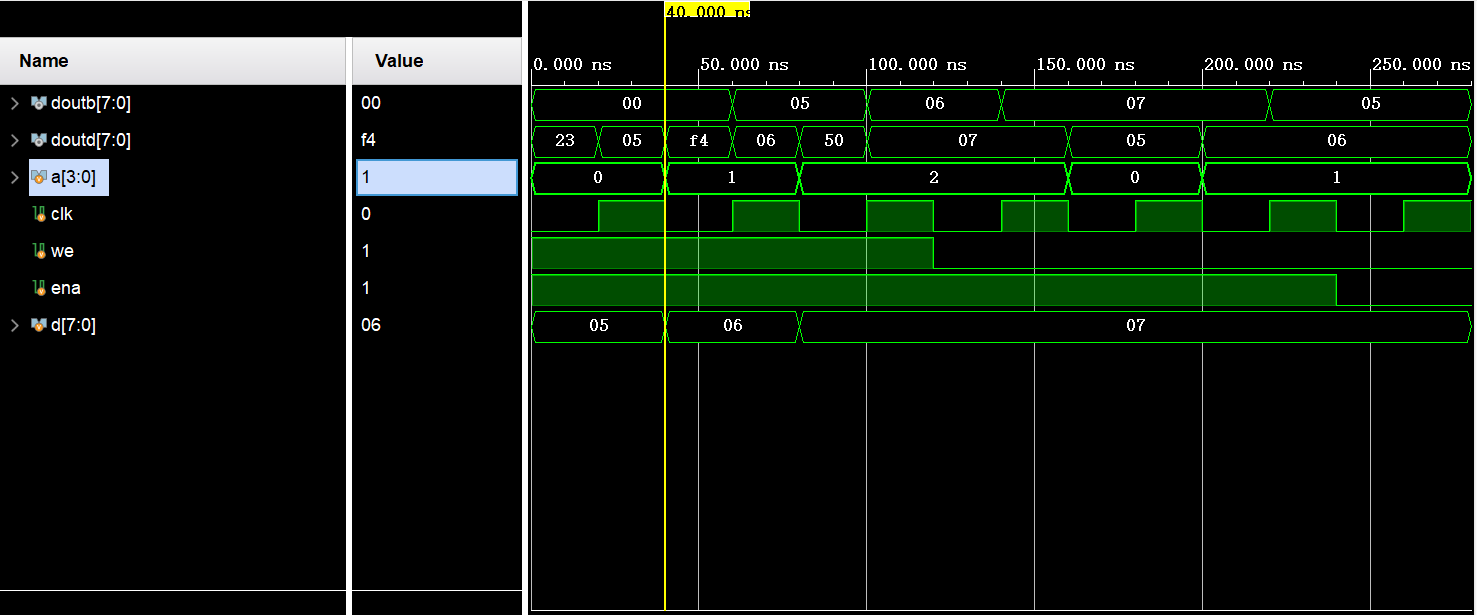 40.000 ns
Name Value
0.000 ns 50.000 ns 100.000 ns 150.000 ns 200.000 ns 250.000 ns
doutb[7:0] 00 00 05 06 07 05
doutd[7:0] f4 23 05 f4 06 50 07 05 06
a[3:0] 1 0 1 2 0 1
clk 0
we 1
ena 1
d[7:0] 06 05 06 07